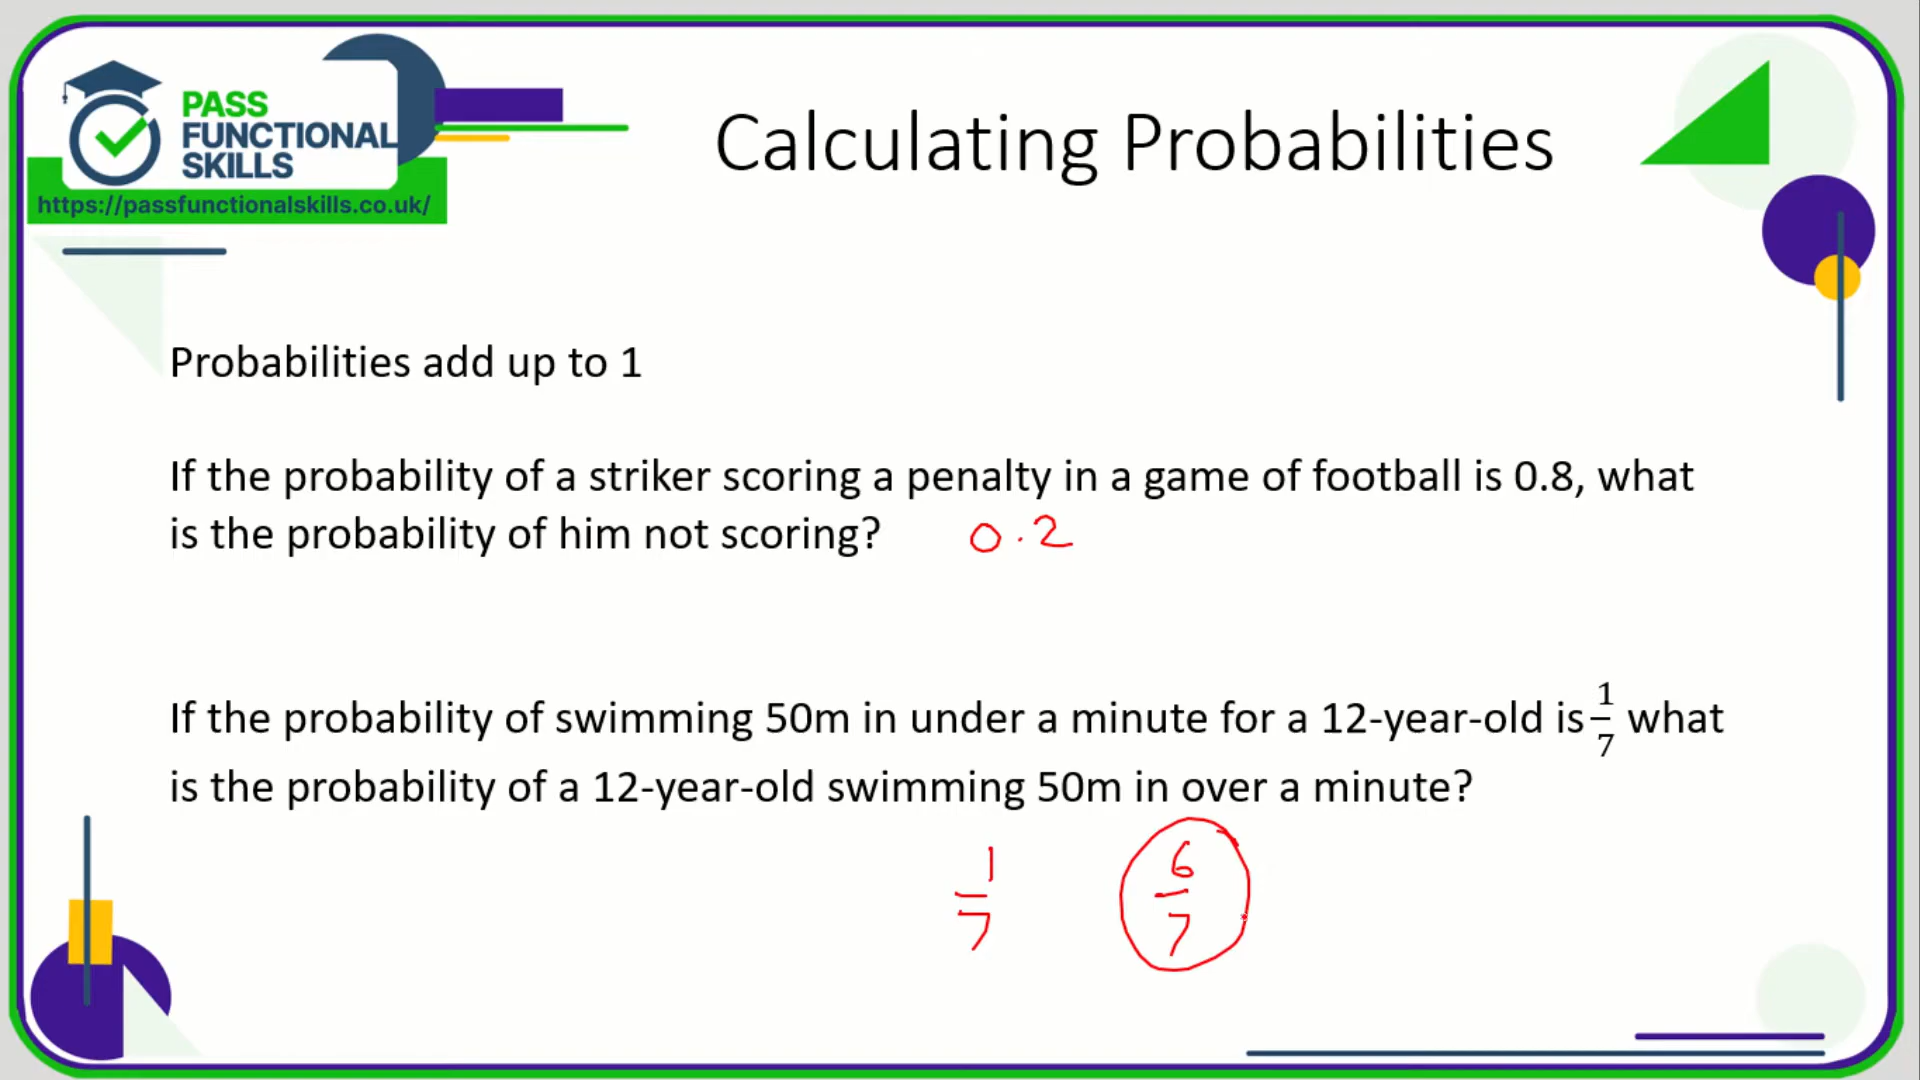 PASS
FUNCTIONAL
SKILLS
https://passfunctionalskills.co.uk/
Calculating Probabilities
Probabilities add up to 1
If the probability of a striker scoring a penalty in a game of football is 0.8, what
is the probability of him not scoring? 0.2
If the probability of swimming 50m in under a minute for a 12-year-old is 1/7 what
is the probability of a 12-year-old swimming 50m in over a minute?
1/7 6/7